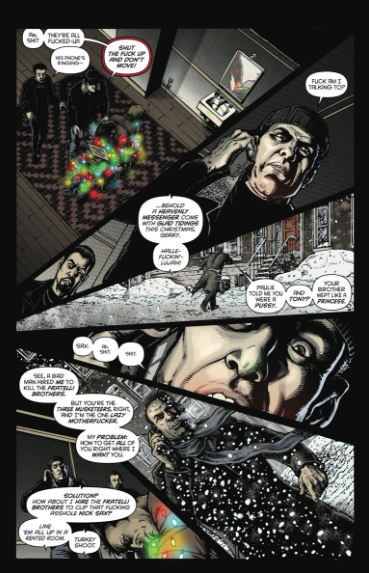 AH,
SHIT.
THEY'RE ALL
FUCKED-UP.
HIS PHONE'S
RINGING--
SHUT
THE FUCK UP
AND DON'T
MOVE!
FUCK AM I
TALKING TO?
...BEHOLD
A HEAVENLY
MESSENGER COME
WITH GLAD TIDINGS
THIS CHRISTMAS,
GERRY.
HALLE-
FUCKIN'-
LUJAH!
PAULIE
TOLD ME YOU
WERE A
PUSSY.
AND
TONY?
YOUR
BROTHER
WEPT LIKE A
PRINCESS.
SAX.
AH,
SHIT.
SHIT.
SEE, A BAD
MAN HIRED ME TO
KILL THE FRATELLI
BROTHERS.
BUT YOU'RE THE
THREE MUSKETEERS, RIGHT,
AND I'M THE ONE LAZY
MOTHERFUCKER.
MY PROBLEM:
HOW TO GET ALL OF
YOU RIGHT WHERE I
WANT YOU.
SOLUTION?
HOW ABOUT I HIRE THE FRATELLI
BROTHERS TO CLIP THAT FUCKING
ASSHOLE NICK SAX?
LINE
'EM ALL UP IN A
RENTED ROOM.
TURKEY
SHOOT.